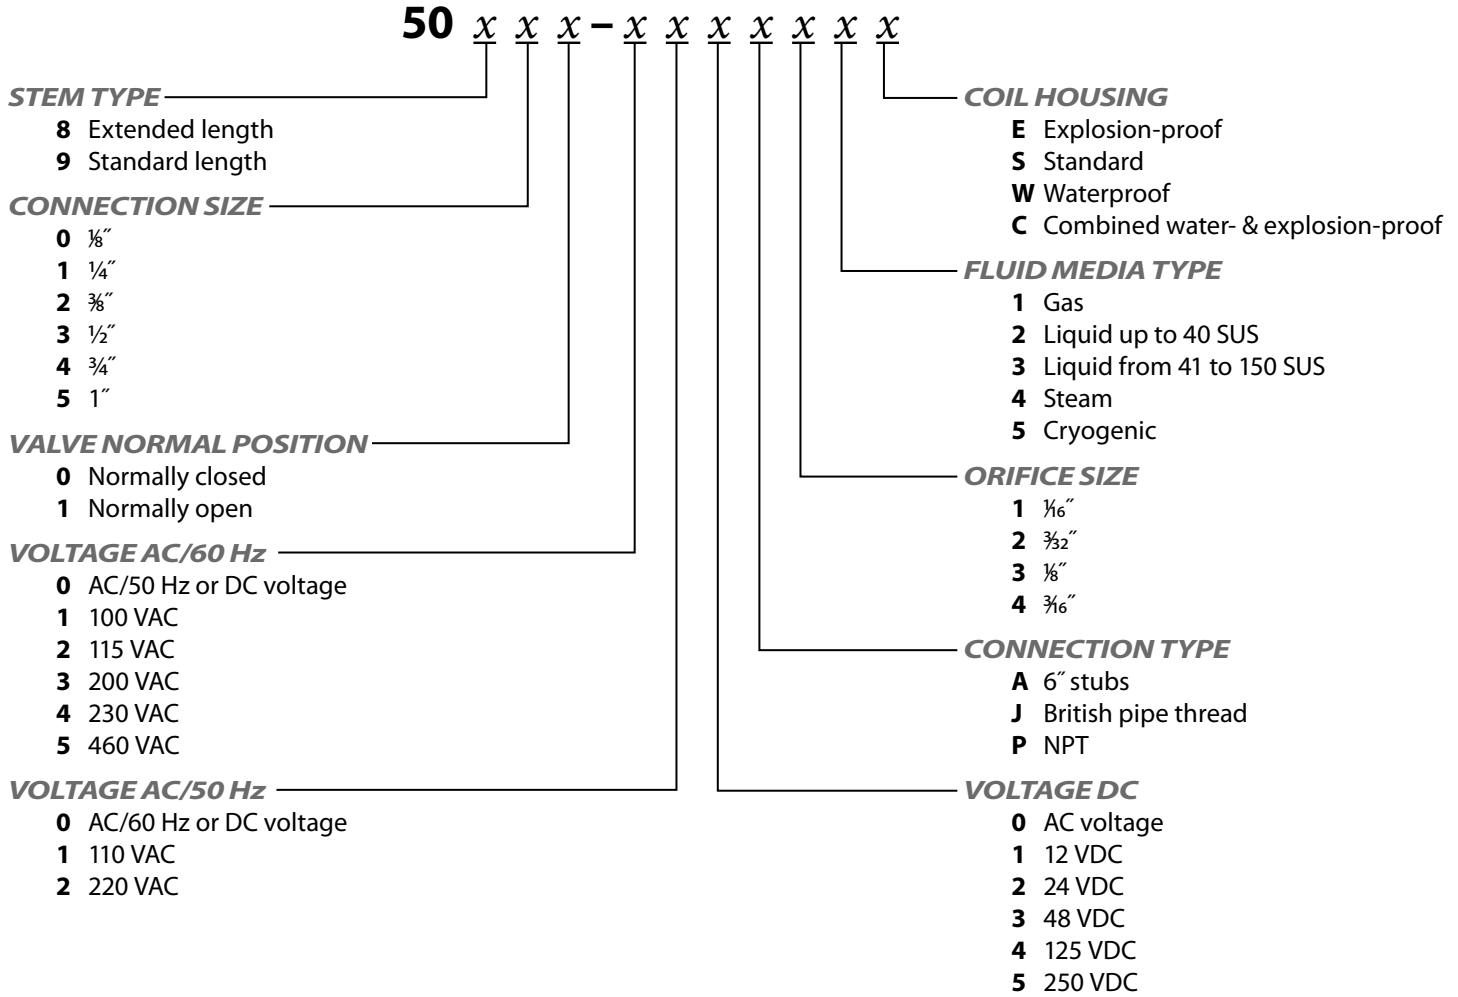 50 x x x – x x x x x x x
STEM TYPE
8 Extended length
9 Standard length
CONNECTION SIZE
0 ⅛˝
1 ¼˝
2 ⅜˝
3 ½˝
4 ¾˝
5 1˝
VALVE NORMAL POSITION
0 Normally closed
1 Normally open
VOLTAGE AC/60 Hz
0 AC/50 Hz or DC voltage
1 100 VAC
2 115 VAC
3 200 VAC
4 230 VAC
5 460 VAC
VOLTAGE AC/50 Hz
0 AC/60 Hz or DC voltage
1 110 VAC
2 220 VAC
COIL HOUSING
E Explosion-proof
S Standard
W Waterproof
C Combined water- & explosion-proof
FLUID MEDIA TYPE
1 Gas
2 Liquid up to 40 SUS
3 Liquid from 41 to 150 SUS
4 Steam
5 Cryogenic
ORIFICE SIZE
1 1⁄16˝
2 3⁄32˝
3 ⅛˝
4 3⁄16˝
CONNECTION TYPE
A 6˝ stubs
J British pipe thread
P NPT
VOLTAGE DC
0 AC voltage
1 12 VDC
2 24 VDC
3 48 VDC
4 125 VDC
5 250 VDC